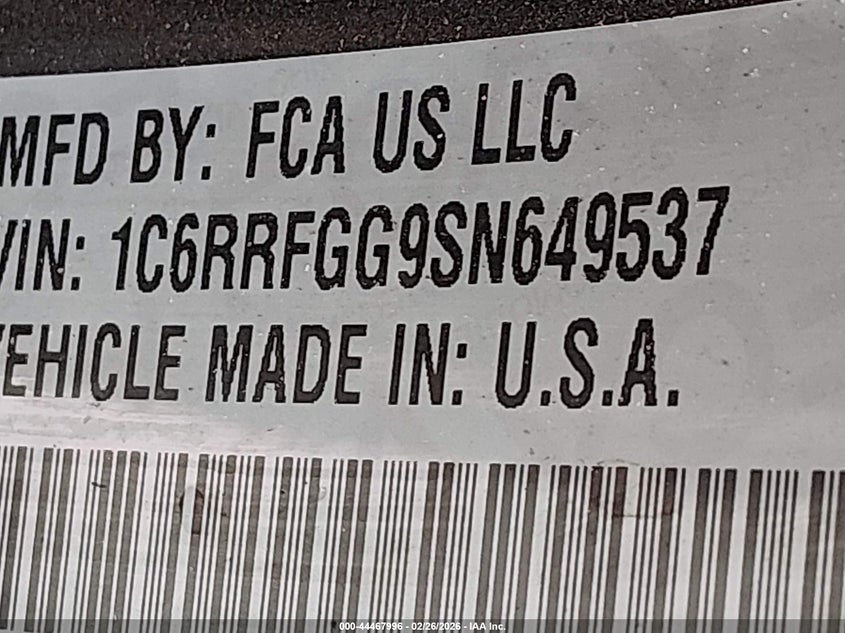 MFD BY: FCA US LLC
VIN: 1C6RRFGG9SN649537
VEHICLE MADE IN: U.S.A.
000-44467996 - 02/26/2026 - IAA Inc.